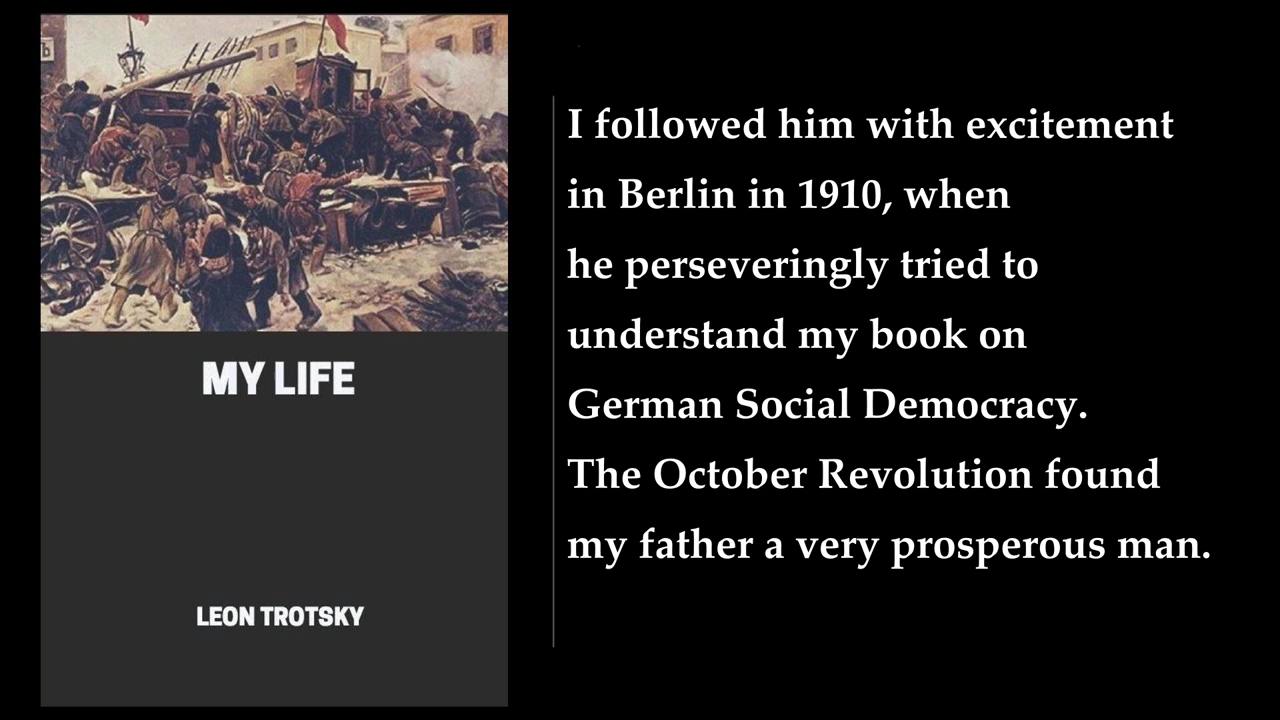 MY LIFE
LEON TROTSKY
I followed him with excitement
in Berlin in 1910, when
he perseveringly tried to
understand my book on
German Social Democracy.
The October Revolution found
my father a very prosperous man.